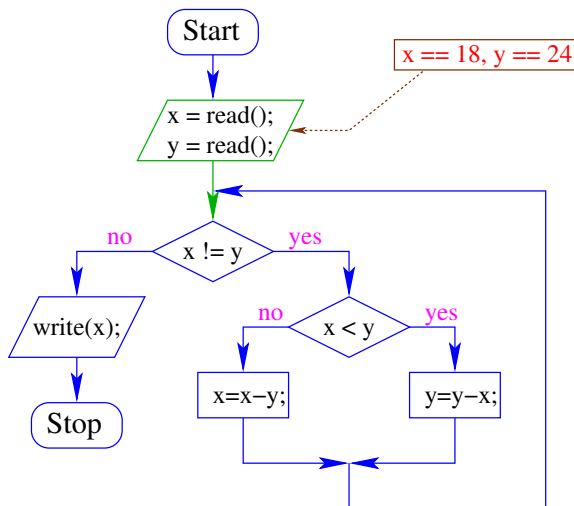 Start
x == 18, y == 24
x = read();
y = read();
no
yes
x != y
no
yes
write(x);
x < y
x=x−y;
y=y−x;
Stop